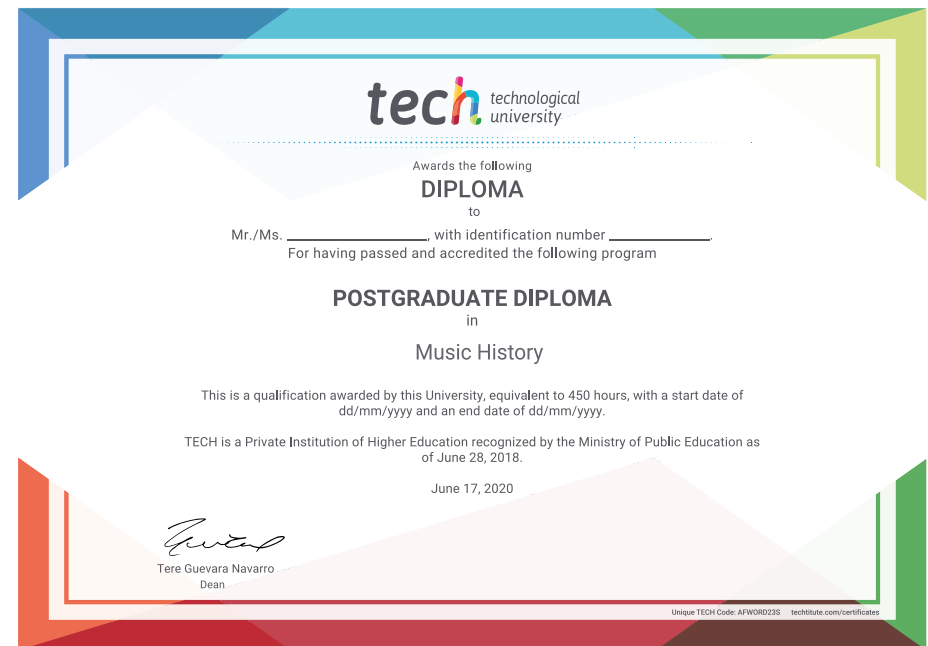 tech technological
university
Awards the following
DIPLOMA
to
Mr./Ms. ____________________, with identification number ______________.
For having passed and accredited the following program
POSTGRADUATE DIPLOMA
in
Music History
This is a qualification awarded by this University, equivalent to 450 hours, with a start date of
dd/mm/yyyy and an end date of dd/mm/yyyy.
TECH is a Private Institution of Higher Education recognized by the Ministry of Public Education as
of June 28, 2018.
June 17, 2020
Tere Guevara Navarro
Dean
Unique TECH Code: AFWORD23S techtitute.com/certificates